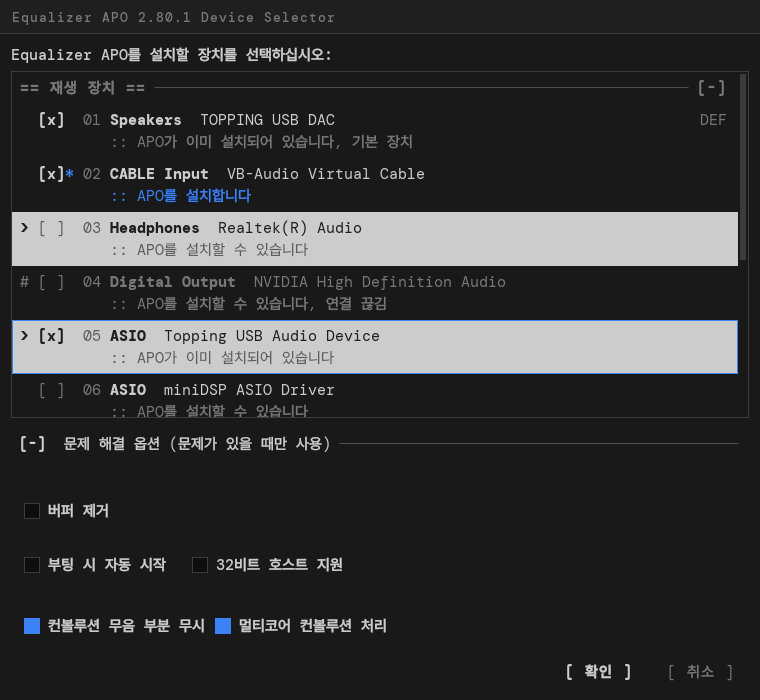 Equalizer APO 2.80.1 Device Selector
Equalizer APO를 설치할 장치를 선택하십시오:
== 재생 장치 == [-]
[x] 01 Speakers TOPPING USB DAC DEF
:: APO가 이미 설치되어 있습니다, 기본 장치
[x]* 02 CABLE Input VB-Audio Virtual Cable
:: APO를 설치합니다
› [ ] 03 Headphones Realtek(R) Audio
:: APO를 설치할 수 있습니다
# [ ] 04 Digital Output NVIDIA High Definition Audio
:: APO를 설치할 수 있습니다, 연결 끊김
› [x] 05 ASIO Topping USB Audio Device
:: APO가 이미 설치되어 있습니다
[ ] 06 ASIO miniDSP ASIO Driver
:: APO를 설치할 수 있습니다
[-] 문제 해결 옵션 (문제가 있을 때만 사용)
버퍼 제거
부팅 시 자동 시작 32비트 호스트 지원
컨볼루션 무음 부분 무시 멀티코어 컨볼루션 처리
[ 확인 ] [ 취소 ]